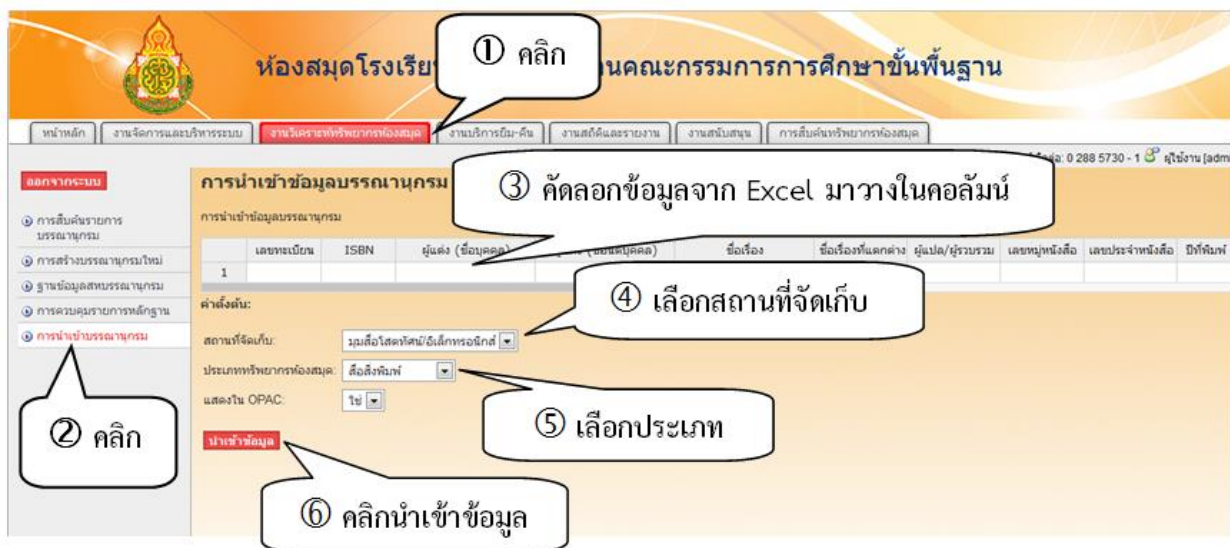 ① คลิก
ห้องสมุดโรงเรีย นคณะกรรมการการศึกษาขั้นพื้นฐาน
หน้าหลัก งานจัดการและบริหารระบบ งานวิเคราะห์ทรัพยากรห้องสมุด งานบริการยืม-คืน งานสถิติและรายงาน งานสนับสนุน การสืบค้นทรัพยากรห้องสมุด
0 288 5730 - 1 ผู้ใช้งาน [adm
ออกจากระบบ
การสืบค้นรายการบรรณานุกรม
การสร้างบรรณานุกรมใหม่
ฐานข้อมูลสหบรรณานุกรม
การควบคุมรายการหลักฐาน
การนำเข้าบรรณานุกรม
② คลิก
การนำเข้าข้อมูลบรรณานุกรม
③ คัดลอกข้อมูลจาก Excel มาวางในคอลัมน์
การนำเข้าข้อมูลบรรณานุกรม
เลขทะเบียน ISBN ผู้แต่ง (ชื่อบุคคล) ชื่อเรื่อง ชื่อเรื่องที่แตกต่าง ผู้แปล/ผู้รวบรวม เลขหมู่หนังสือ เลขประจำหนังสือ ปีที่พิมพ์
1
ค่าตั้งต้น:
④ เลือกสถานที่จัดเก็บ
สถานที่จัดเก็บ: มุมสื่อโสตทัศน์/อิเล็กทรอนิกส์
ประเภททรัพยากรห้องสมุด: สื่อสิ่งพิมพ์
แสดงใน OPAC: ใช่
⑤ เลือกประเภท
นำเข้าข้อมูล
⑥ คลิกนำเข้าข้อมูล